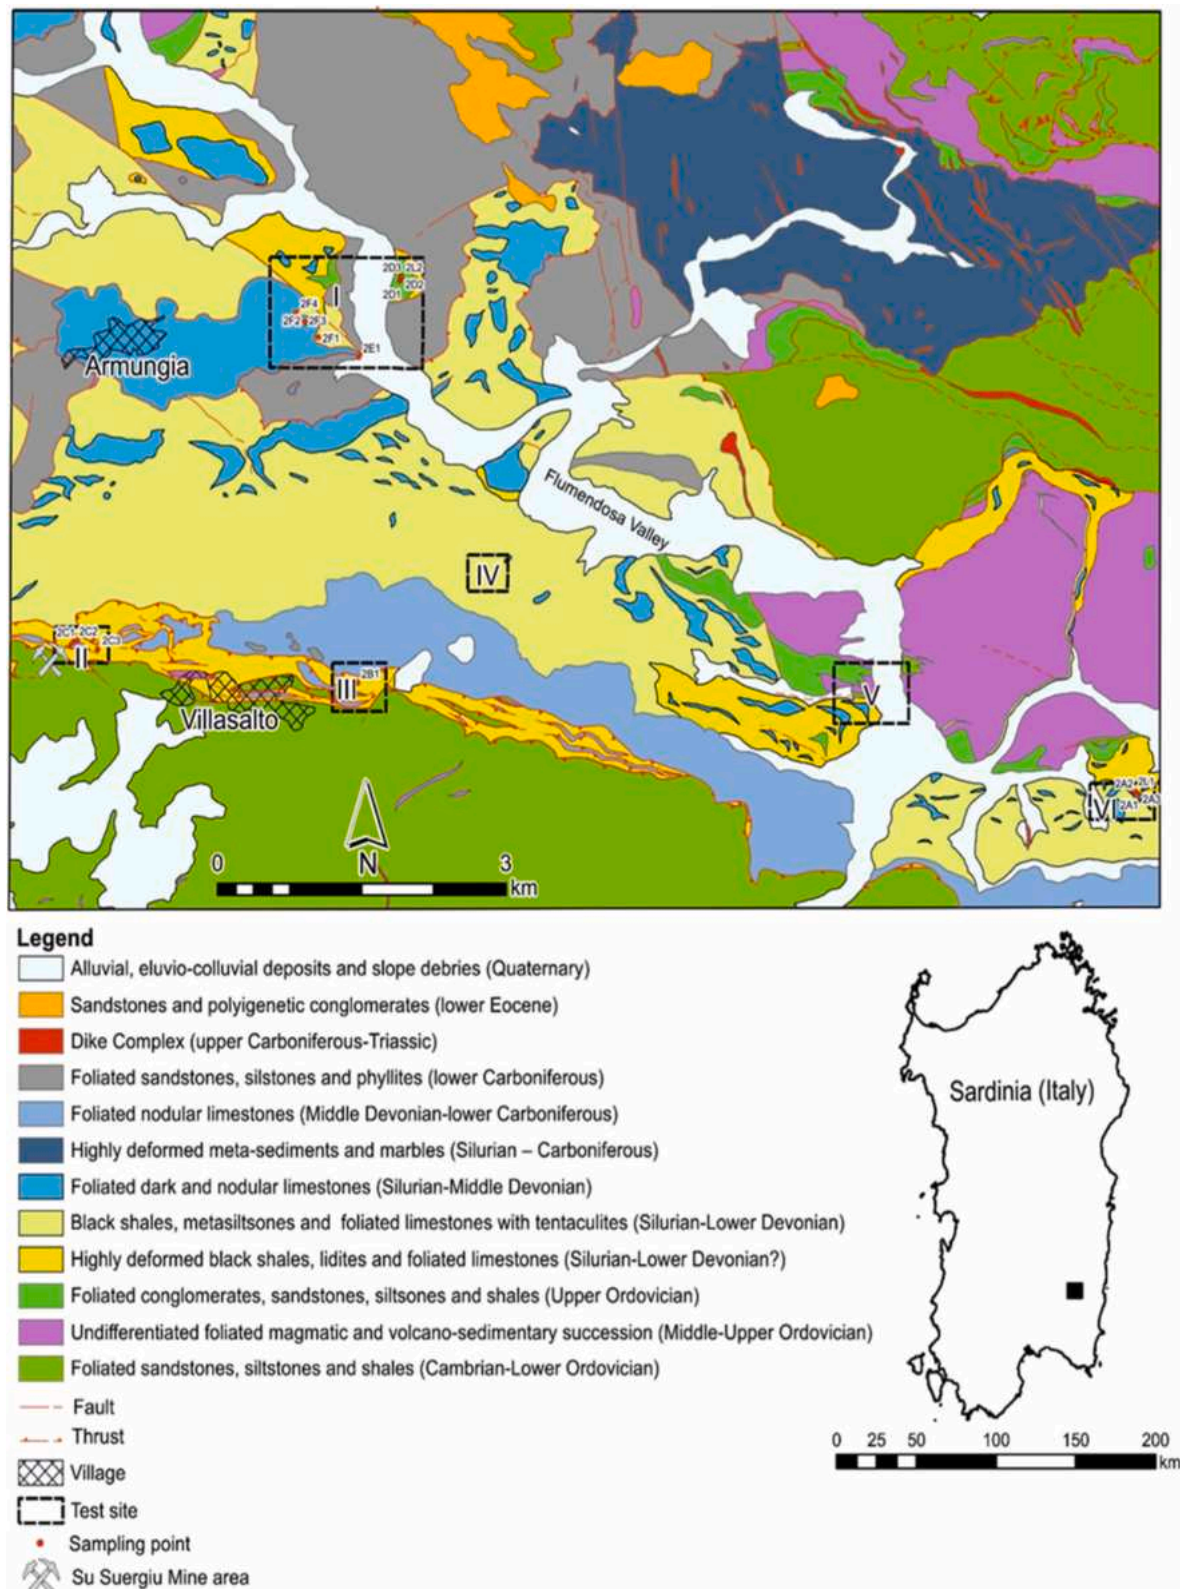 2D3 2L2
2D2
I
2D1
2F4
2F2 2F3
2F1
2E1
Armungia
Flumendosa Valley
IV
2C1 2C2
2C3
II
2B1
III
V
Villasalto
2A2 2L1
2A1 2A3
VI
N
0 3
km
Legend
Alluvial, eluvio-colluvial deposits and slope debries (Quaternary)
Sandstones and polyigenetic conglomerates (lower Eocene)
Dike Complex (upper Carboniferous-Triassic)
Foliated sandstones, silstones and phyllites (lower Carboniferous)
Foliated nodular limestones (Middle Devonian-lower Carboniferous)
Highly deformed meta-sediments and marbles (Silurian – Carboniferous)
Foliated dark and nodular limestones (Silurian-Middle Devonian)
Black shales, metasiltsones and foliated limestones with tentaculites (Silurian-Lower Devonian)
Highly deformed black shales, lidites and foliated limestones (Silurian-Lower Devonian?)
Foliated conglomerates, sandstones, siltsones and shales (Upper Ordovician)
Undifferentiated foliated magmatic and volcano-sedimentary succession (Middle-Upper Ordovician)
Foliated sandstones, siltstones and shales (Cambrian-Lower Ordovician)
Fault
Thrust
Village
Test site
Sampling point
Su Suergiu Mine area
Sardinia (Italy)
0 25 50 100 150 200
km